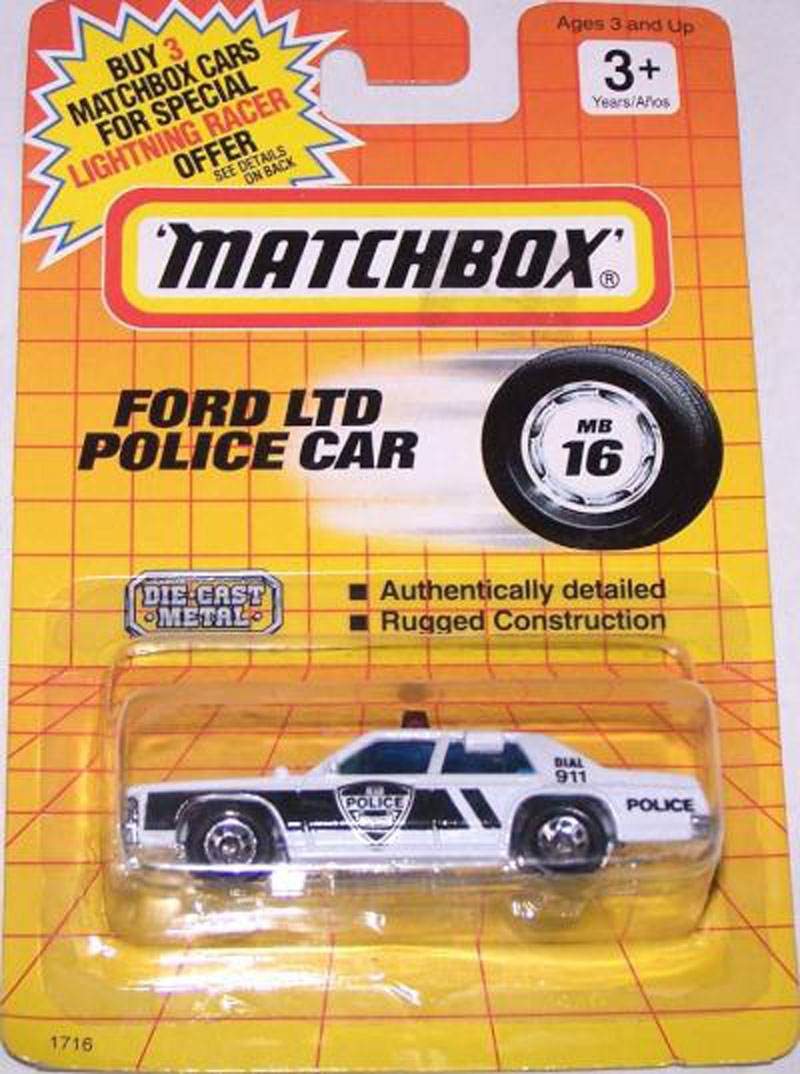 BUY 3
MATCHBOX CARS
FOR SPECIAL
LIGHTNING RACER
OFFER
SEE DETAILS
ON BACK
Ages 3 and Up
3+
Years/Años
'MATCHBOX'®
FORD LTD
POLICE CAR
MB
16
DIE-CAST
·METAL·
■ Authentically detailed
■ Rugged Construction
DIAL
911
POLICE
POLICE
1716